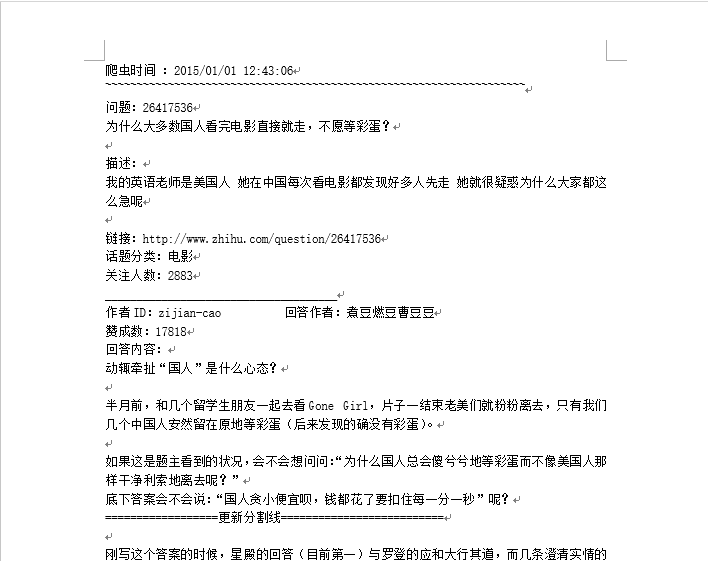 爬虫时间 : 2015/01/01 12:43:06
~~~~~~~~~~~~~~~~~~~~~~~~~~~~~~~~~~~~~~~~~~~~~~~~~~~~~~~~~~~~
问题: 26417536
为什么大多数国人看完电影直接就走，不愿等彩蛋？
描述:
我的英语老师是美国人 她在中国每次看电影都发现好多人先走 她就很疑惑为什么大家都这
么急呢
链接: http://www.zhihu.com/question/26417536
话题分类: 电影
关注人数: 2883
______________________________________
作者 ID: zijian-cao 回答作者: 煮豆燃豆曹豆豆
赞成数: 17818
回答内容:
动辄牵扯“国人”是什么心态？
半月前，和几个留学生朋友一起去看 Gone Girl，片子一结束老美们就粉粉离去，只有我们
几个中国人安然留在原地等彩蛋（后来发现的确没有彩蛋）。
如果这是题主看到的状况，会不会想问问：“为什么国人总会傻兮兮地等彩蛋而不像美国人那
样干净利索地离去呢？”
底下答案会不会说：“国人贪小便宜呗，钱都花了要扣住每一分一秒”呢？
==================更新分割线==========================
刚写这个答案的时候，星殿的回答（目前第一）与罗登的应和大行其道，而几条澄清实情的